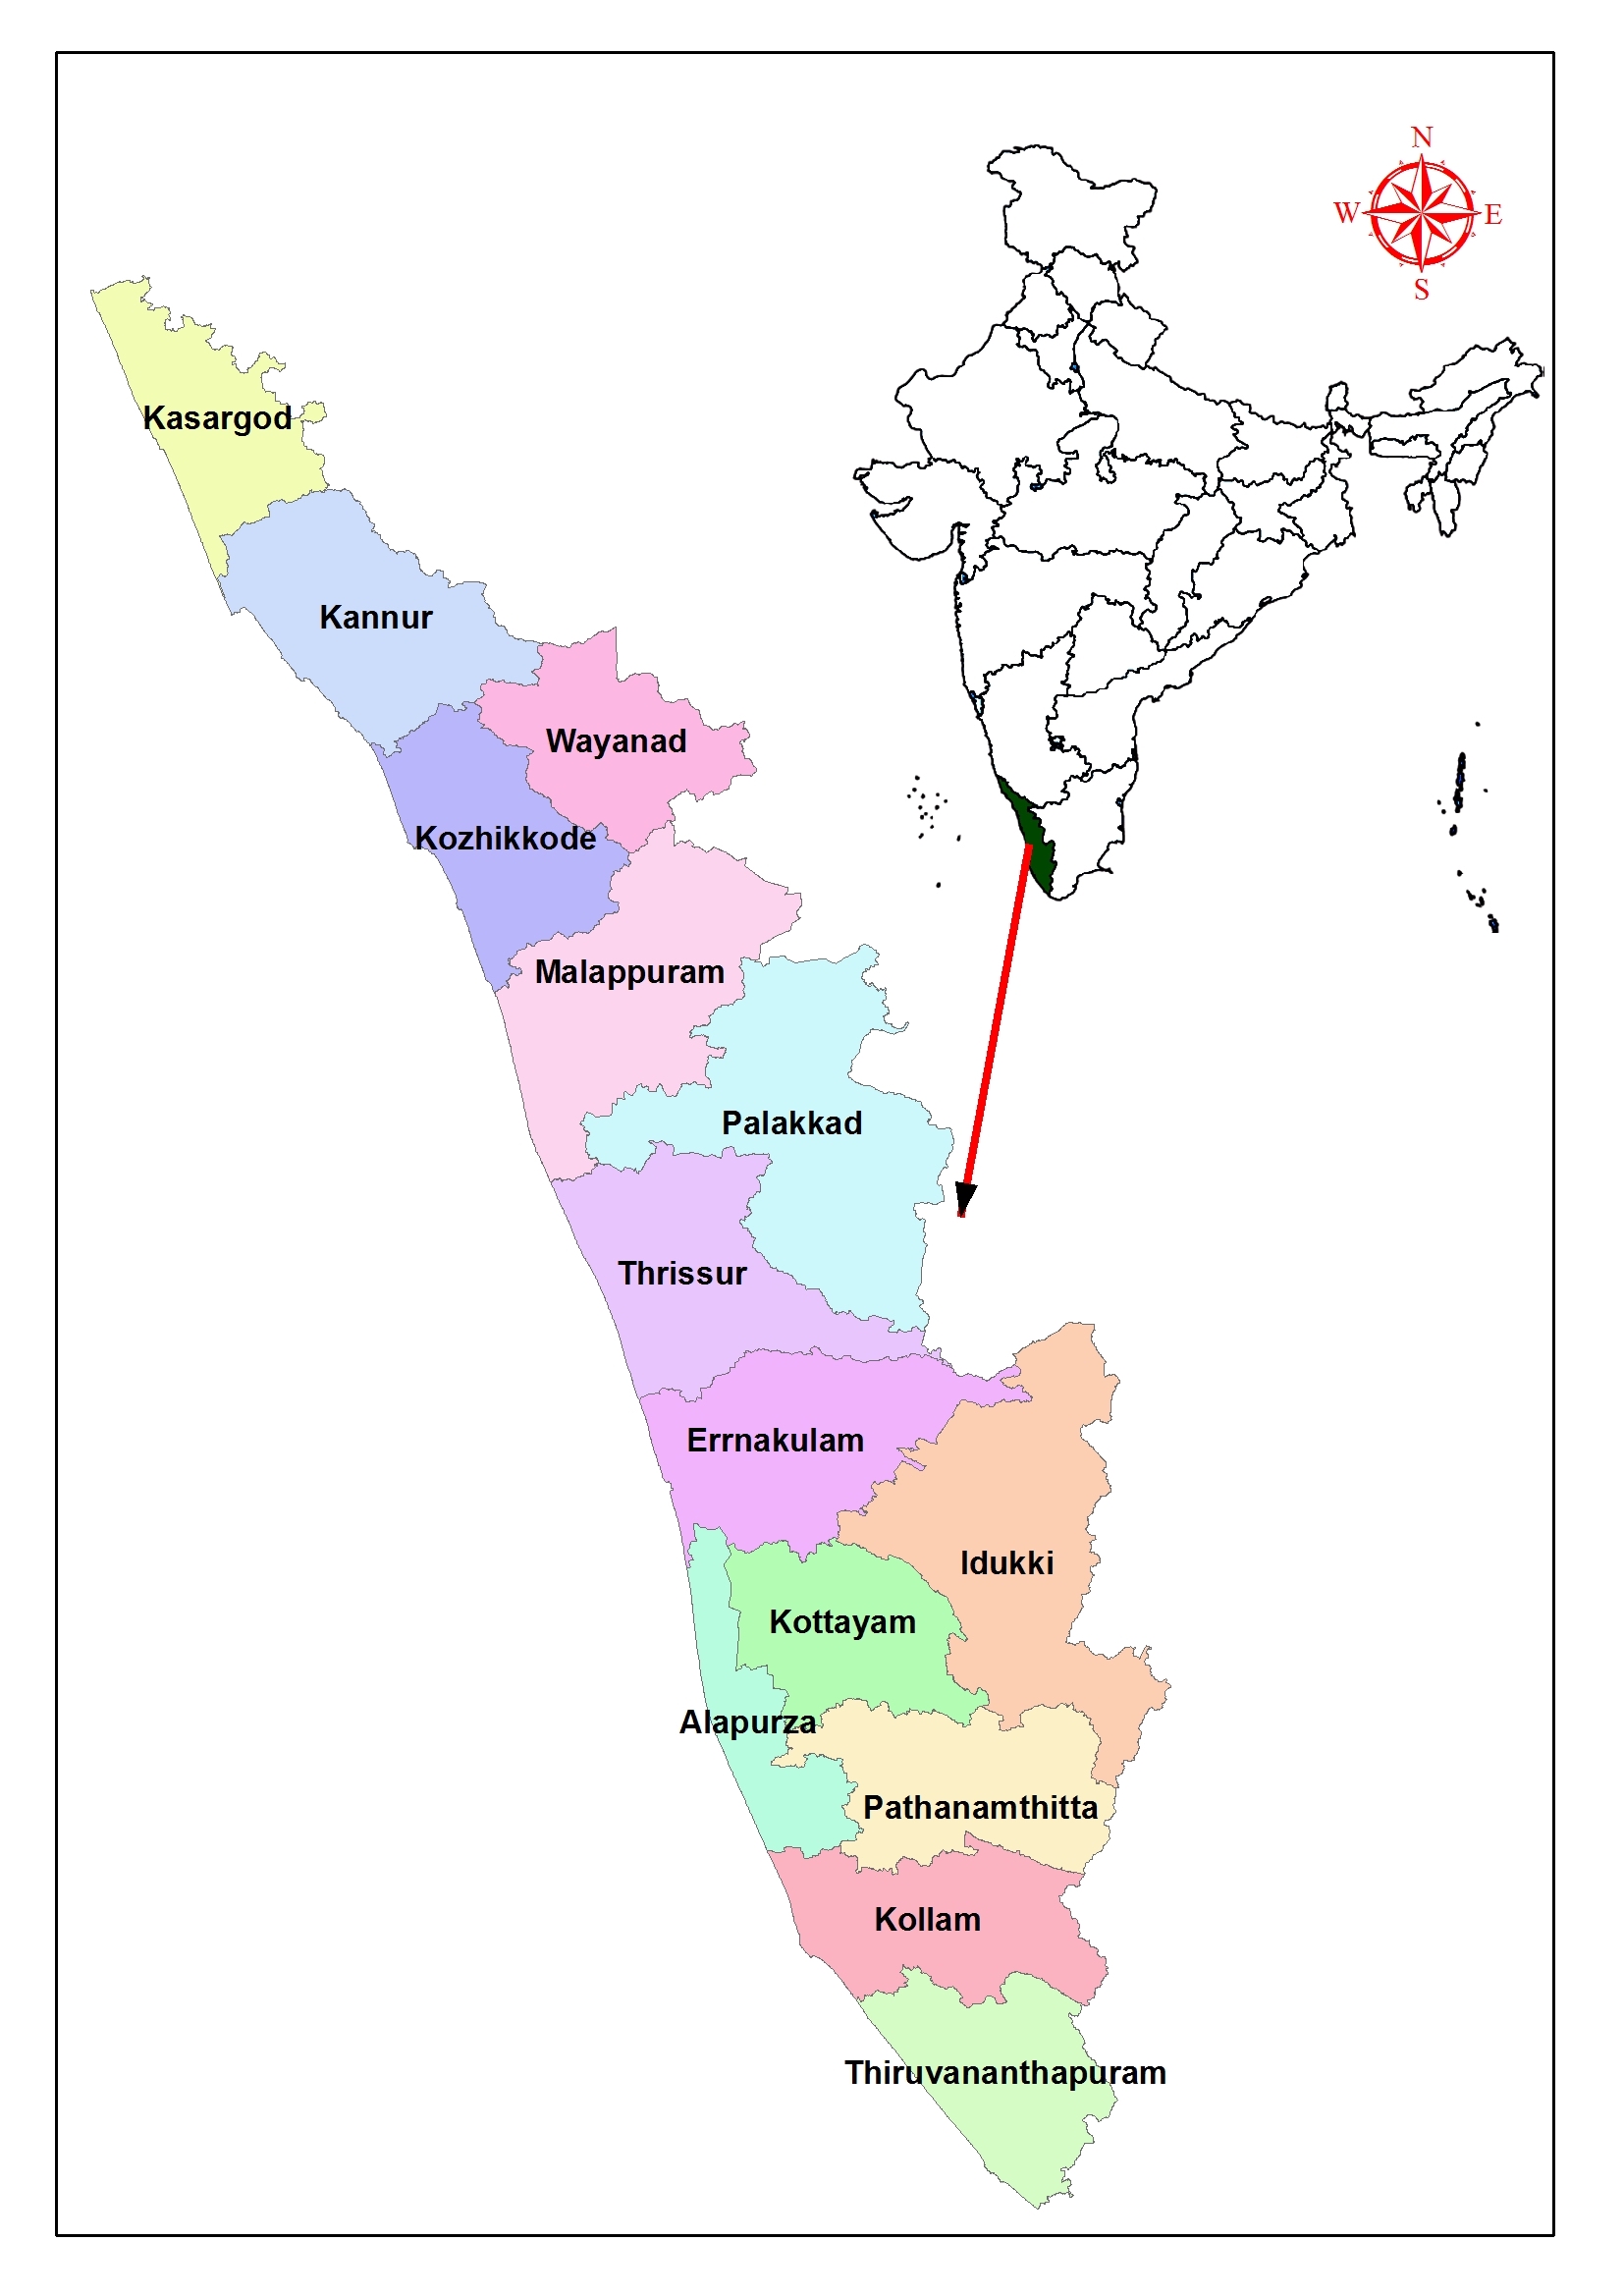 N
W
E
S
Kasargod
Kannur
Wayanad
Kozhikkode
Malappuram
Palakkad
Thrissur
Errnakulam
Idukki
Kottayam
Alapurza
Pathanamthitta
Kollam
Thiruvananthapuram